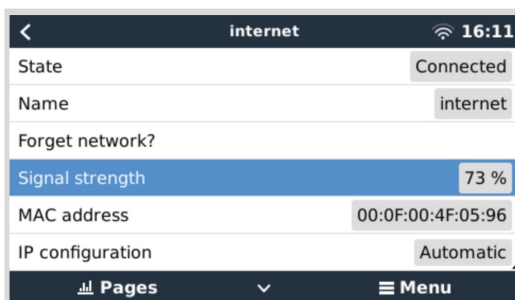 internet 16:11
State Connected
Name internet
Forget network?
Signal strength 73 %
MAC address 00:0F:00:4F:05:96
IP configuration Automatic
Pages Menu